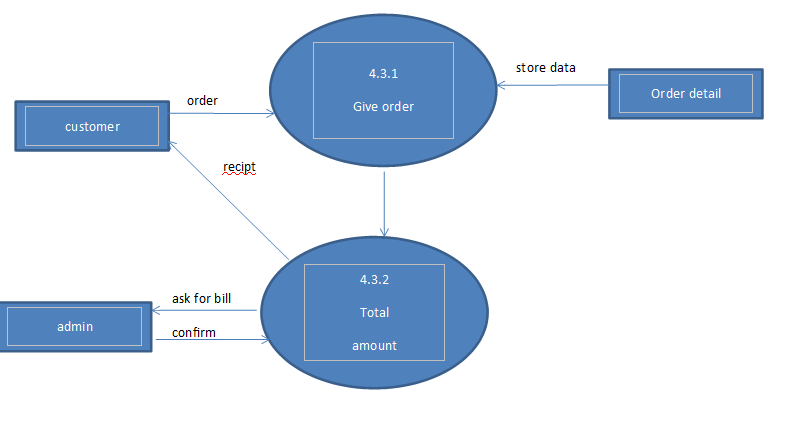 4.3.1
Give order
store data
Order detail
order
customer
recipt
4.3.2
Total
amount
ask for bill
confirm
admin